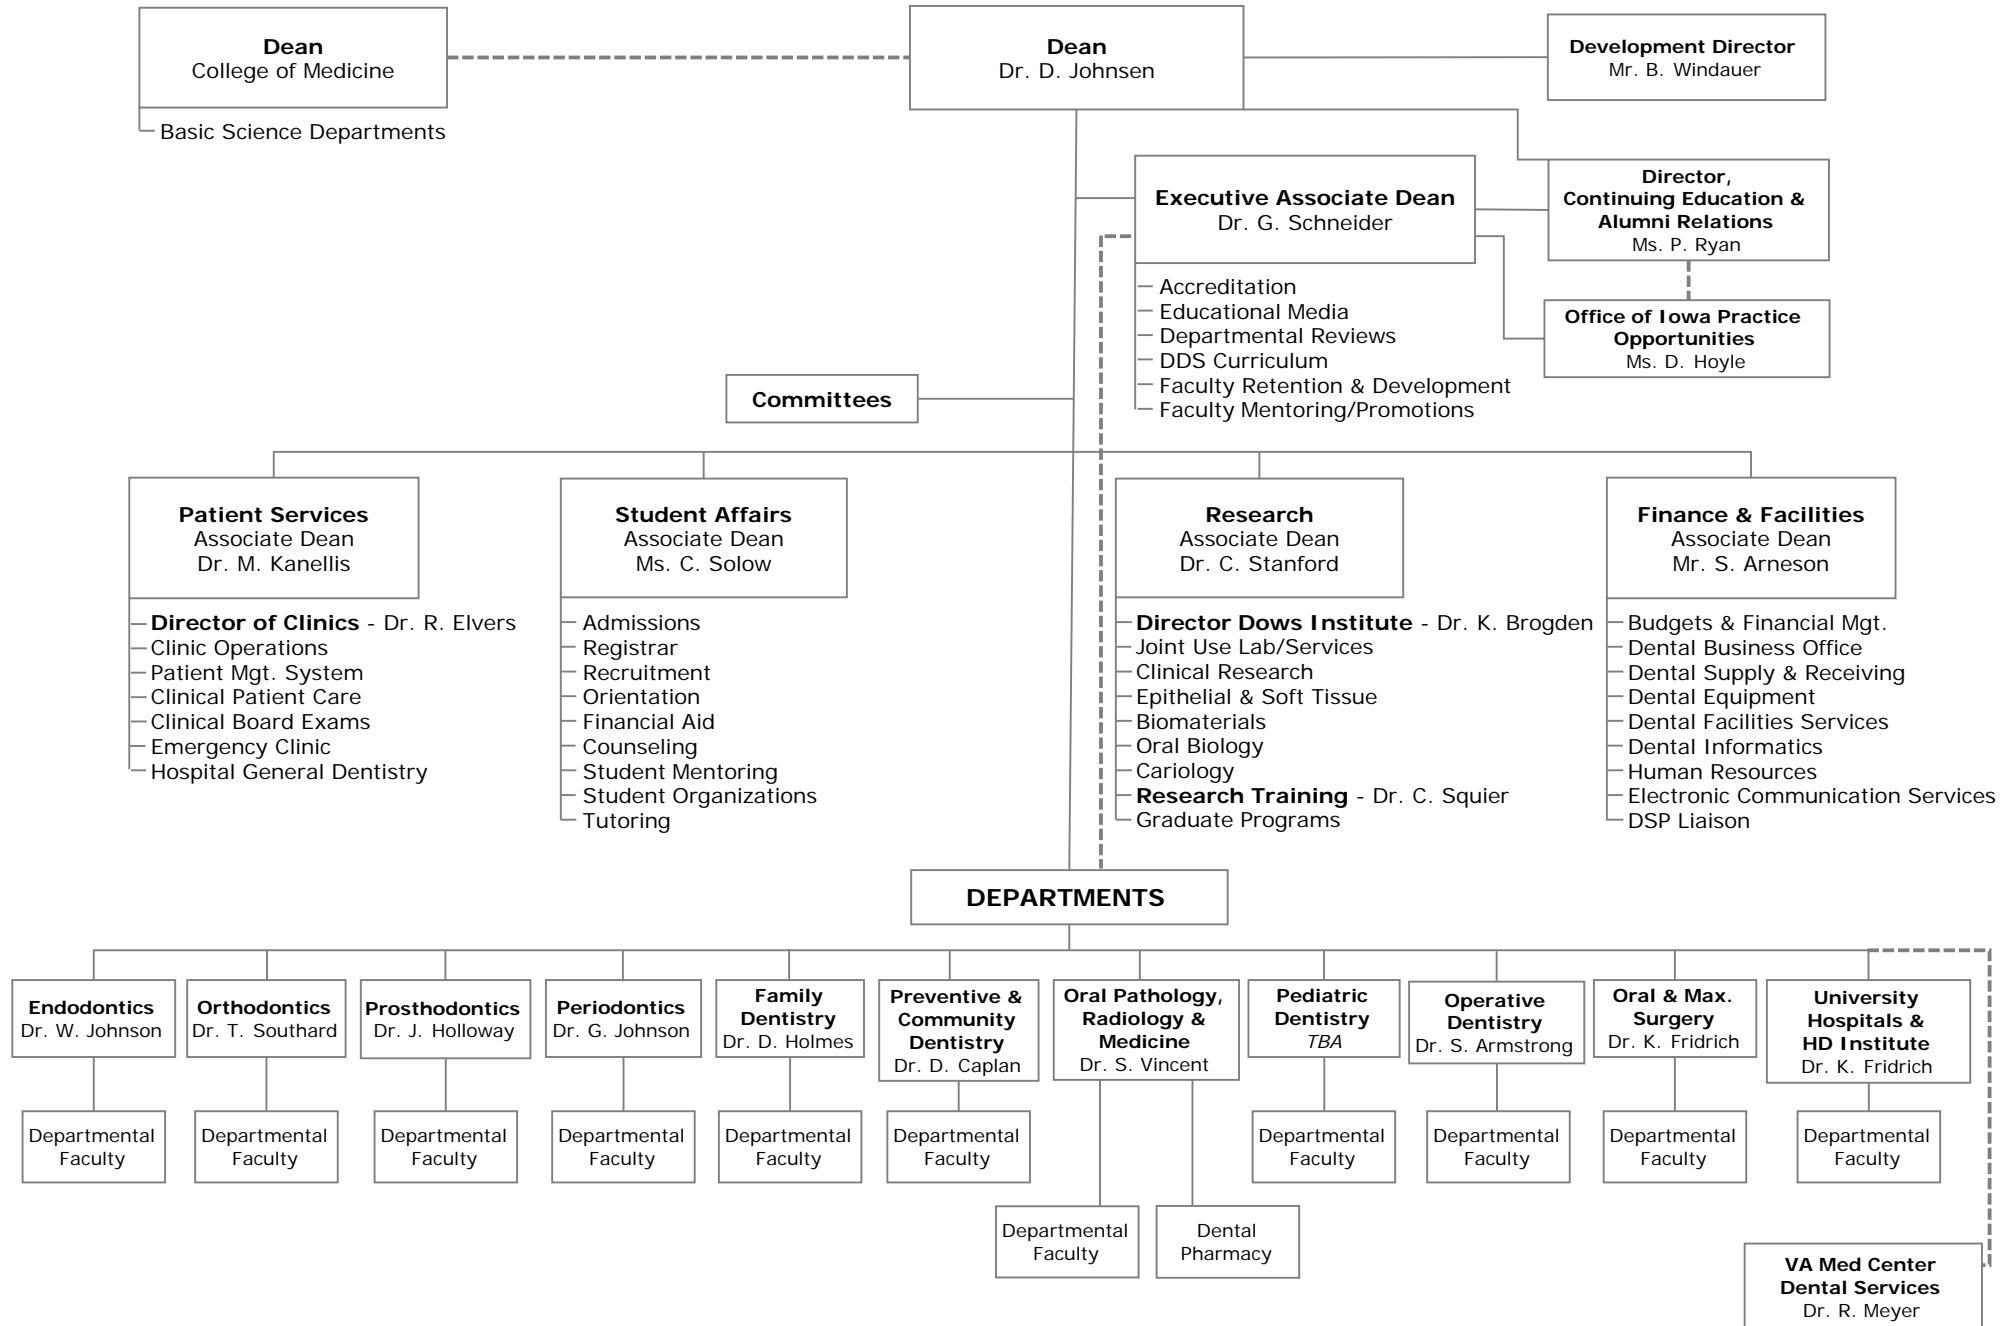 Dean
College of Medicine
Basic Science Departments
Dean
Dr. D. Johnsen
Development Director
Mr. B. Windauer
Executive Associate Dean
Dr. G. Schneider
Accreditation
Educational Media
Departmental Reviews
DDS Curriculum
Faculty Retention & Development
Faculty Mentoring/Promotions
Director,
Continuing Education &
Alumni Relations
Ms. P. Ryan
Office of Iowa Practice
Opportunities
Ms. D. Hoyle
Committees
Patient Services
Associate Dean
Dr. M. Kanellis
Director of Clinics - Dr. R. Elvers
Clinic Operations
Patient Mgt. System
Clinical Patient Care
Clinical Board Exams
Emergency Clinic
Hospital General Dentistry
Student Affairs
Associate Dean
Ms. C. Solow
Admissions
Registrar
Recruitment
Orientation
Financial Aid
Counseling
Student Mentoring
Student Organizations
Tutoring
Research
Associate Dean
Dr. C. Stanford
Director Dows Institute - Dr. K. Brogden
Joint Use Lab/Services
Clinical Research
Epithelial & Soft Tissue
Biomaterials
Oral Biology
Cariology
Research Training - Dr. C. Squier
Graduate Programs
Finance & Facilities
Associate Dean
Mr. S. Arneson
Budgets & Financial Mgt.
Dental Business Office
Dental Supply & Receiving
Dental Equipment
Dental Facilities Services
Dental Informatics
Human Resources
Electronic Communication Services
DSP Liaison
DEPARTMENTS
Endodontics
Dr. W. Johnson
Departmental
Faculty
Orthodontics
Dr. T. Southard
Departmental
Faculty
Prosthodontics
Dr. J. Holloway
Departmental
Faculty
Periodontics
Dr. G. Johnson
Departmental
Faculty
Family
Dentistry
Dr. D. Holmes
Departmental
Faculty
Preventive &
Community
Dentistry
Dr. D. Caplan
Departmental
Faculty
Oral Pathology,
Radiology &
Medicine
Dr. S. Vincent
Departmental
Faculty
Dental
Pharmacy
Pediatric
Dentistry
TBA
Departmental
Faculty
Operative
Dentistry
Dr. S. Armstrong
Departmental
Faculty
Oral & Max.
Surgery
Dr. K. Fridrich
Departmental
Faculty
University
Hospitals &
HD Institute
Dr. K. Fridrich
Departmental
Faculty
VA Med Center
Dental Services
Dr. R. Meyer